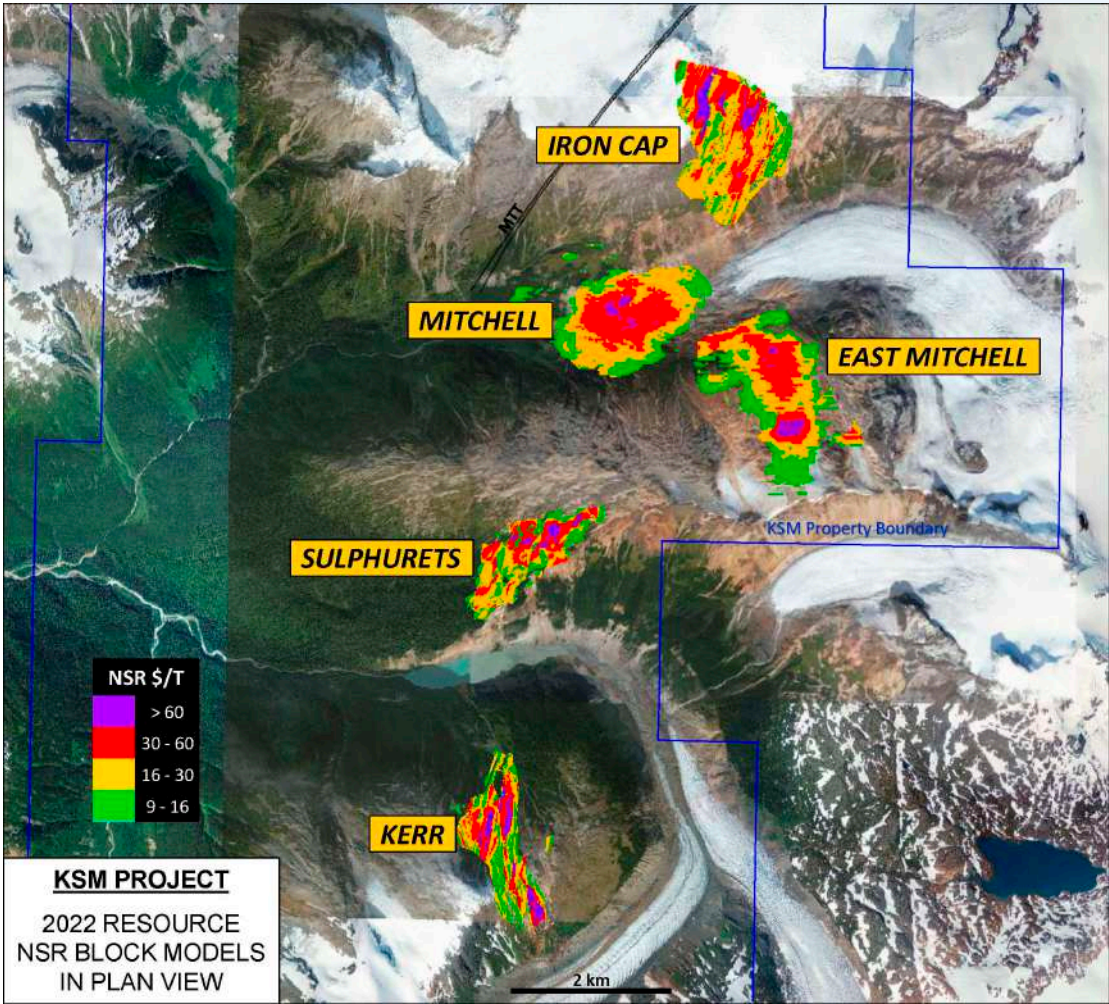 IRON CAP
MTT
MITCHELL
EAST MITCHELL
KSM Property Boundary
SULPHURETS
NSR $/T
> 60
30 - 60
16 - 30
9 - 16
KERR
KSM PROJECT
2022 RESOURCE
NSR BLOCK MODELS
IN PLAN VIEW
2 km